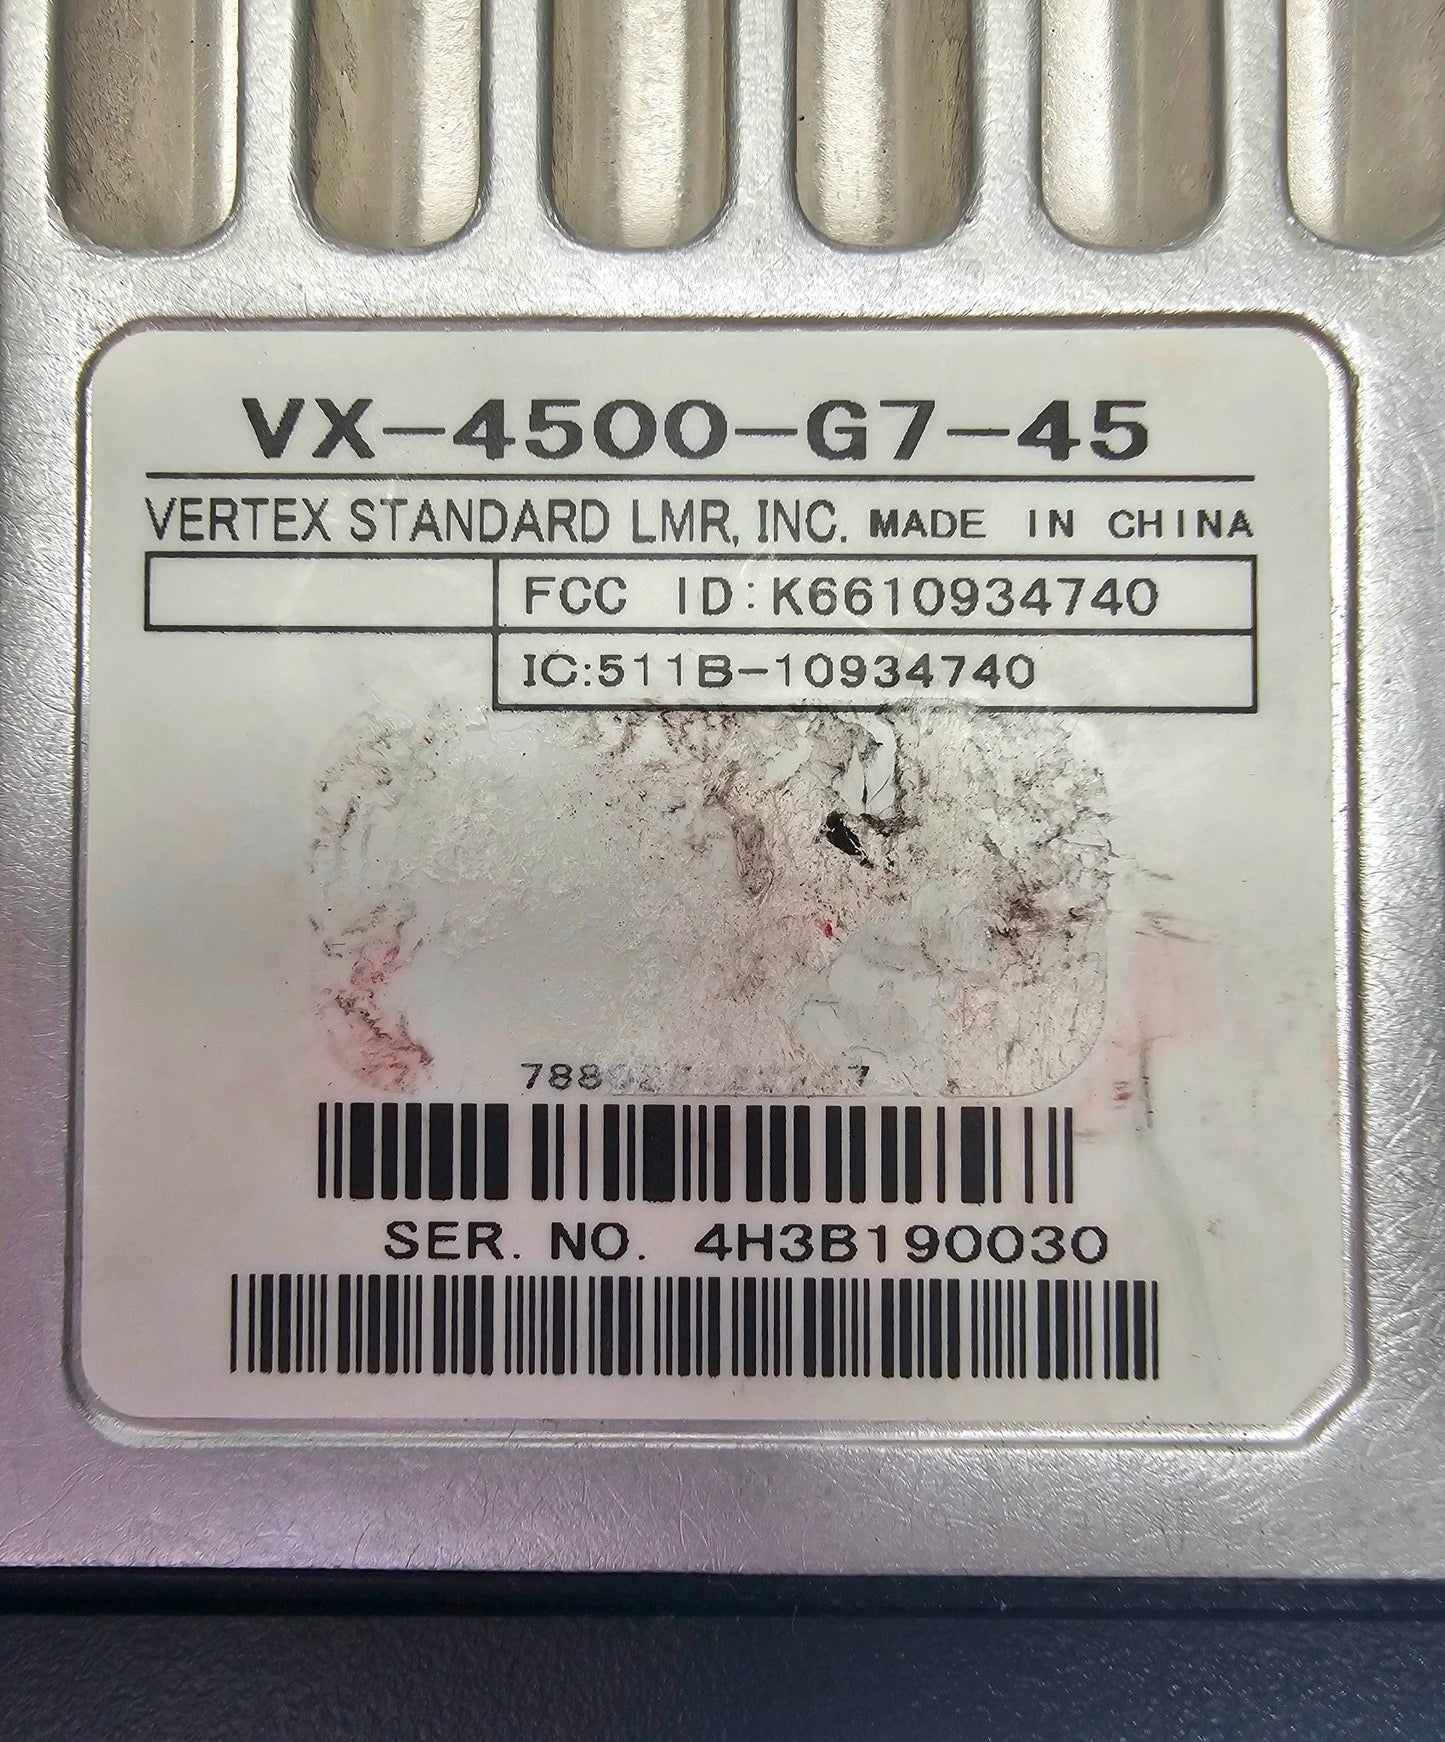 VX-4500-G7-45
VERTEX STANDARD LMR, INC. MADE IN CHINA
FCC ID:K6610934740
IC:511B-10934740
SER. NO. 4H3B190030